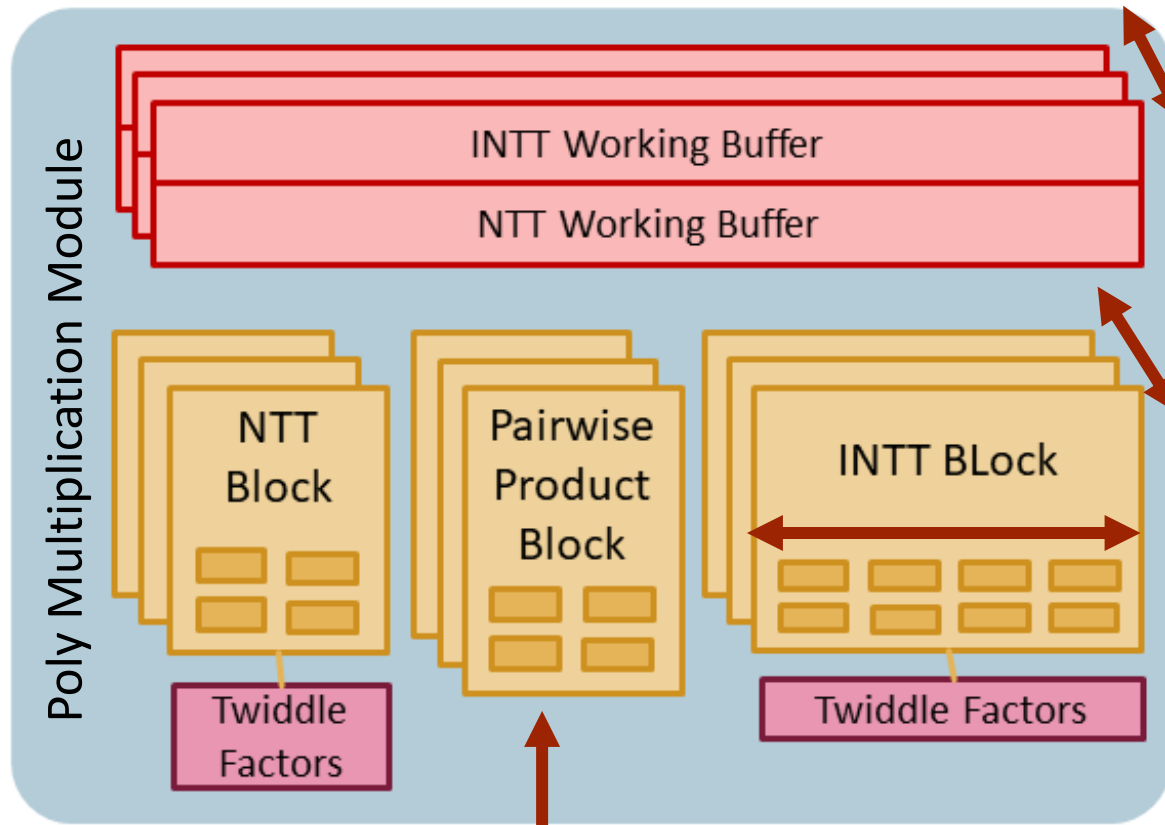 Poly Multiplication Module
INTT Working Buffer
NTT Working Buffer
NTT
Block
Pairwise
Product
Block
INTT BLock
Twiddle
Factors
Twiddle Factors